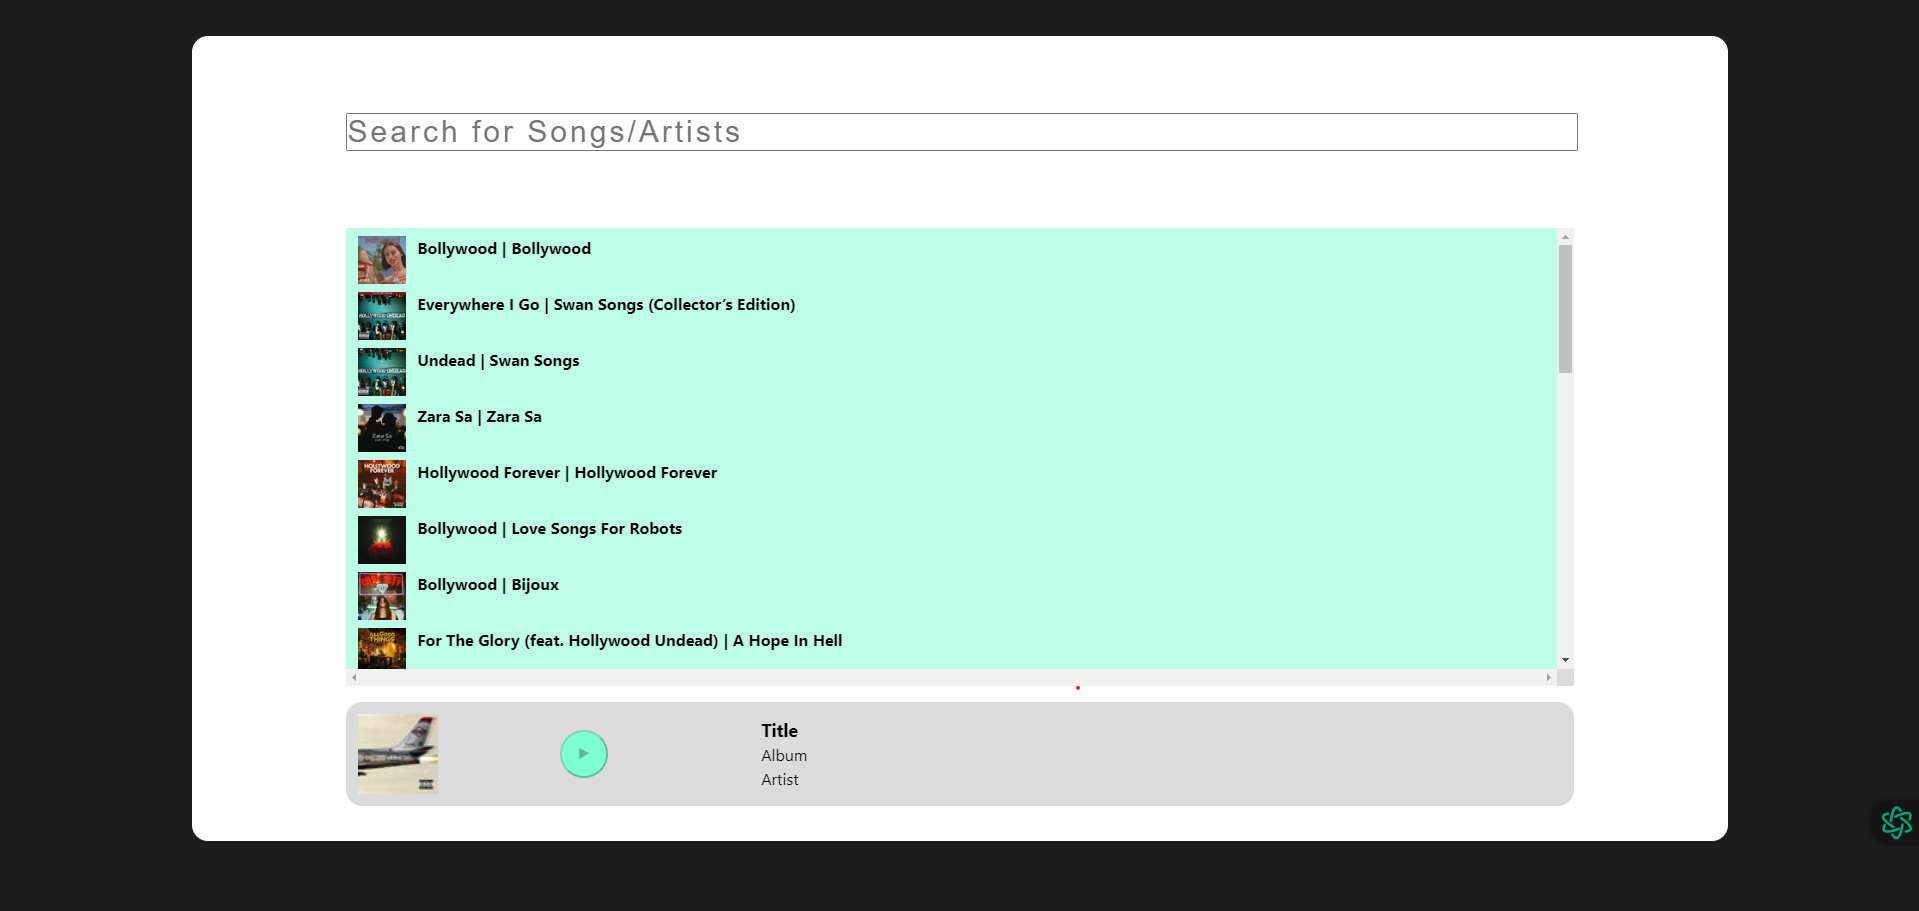 Search for Songs/Artists
Bollywood | Bollywood
Everywhere I Go | Swan Songs (Collector's Edition)
Undead | Swan Songs
Zara Sa | Zara Sa
Hollywood Forever | Hollywood Forever
Bollywood | Love Songs For Robots
Bollywood | Bijoux
For The Glory (feat. Hollywood Undead) | A Hope In Hell
Title
Album
Artist